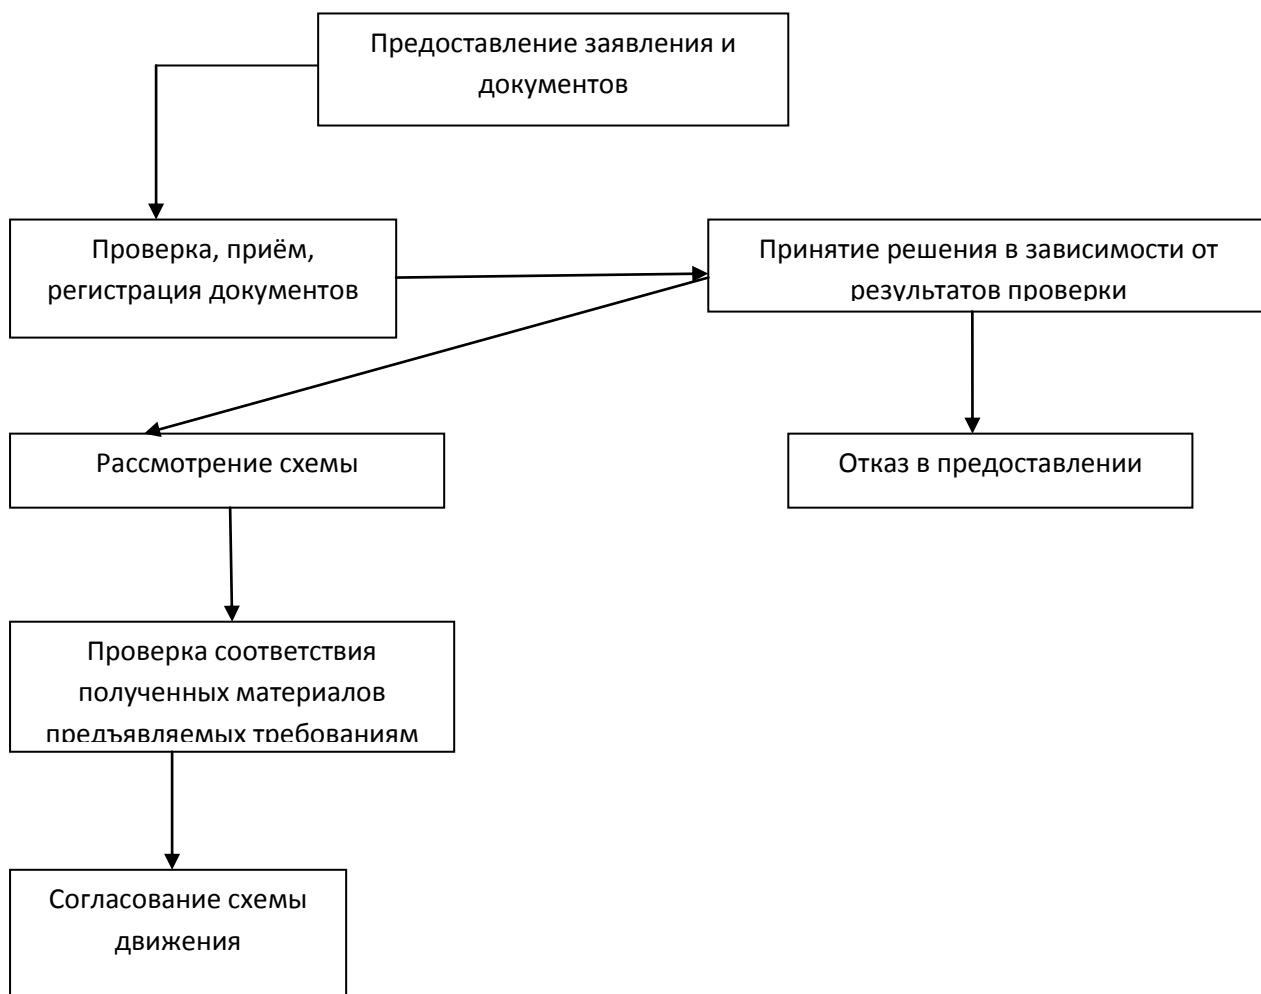 Предоставление заявления и
документов
Проверка, приём,
регистрация документов
Принятие решения в зависимости от
результатов проверки
Рассмотрение схемы
Отказ в предоставлении
Проверка соответствия
полученных материалов
предъявляемых требованиям
Согласование схемы
движения